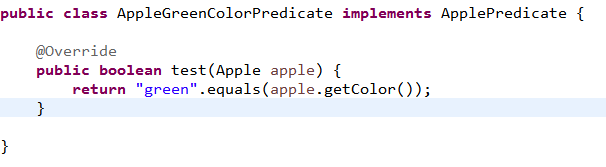 public class AppleGreenColorPredicate implements ApplePredicate {
@Override
public boolean test(Apple apple) {
return "green".equals(apple.getColor());
}
}